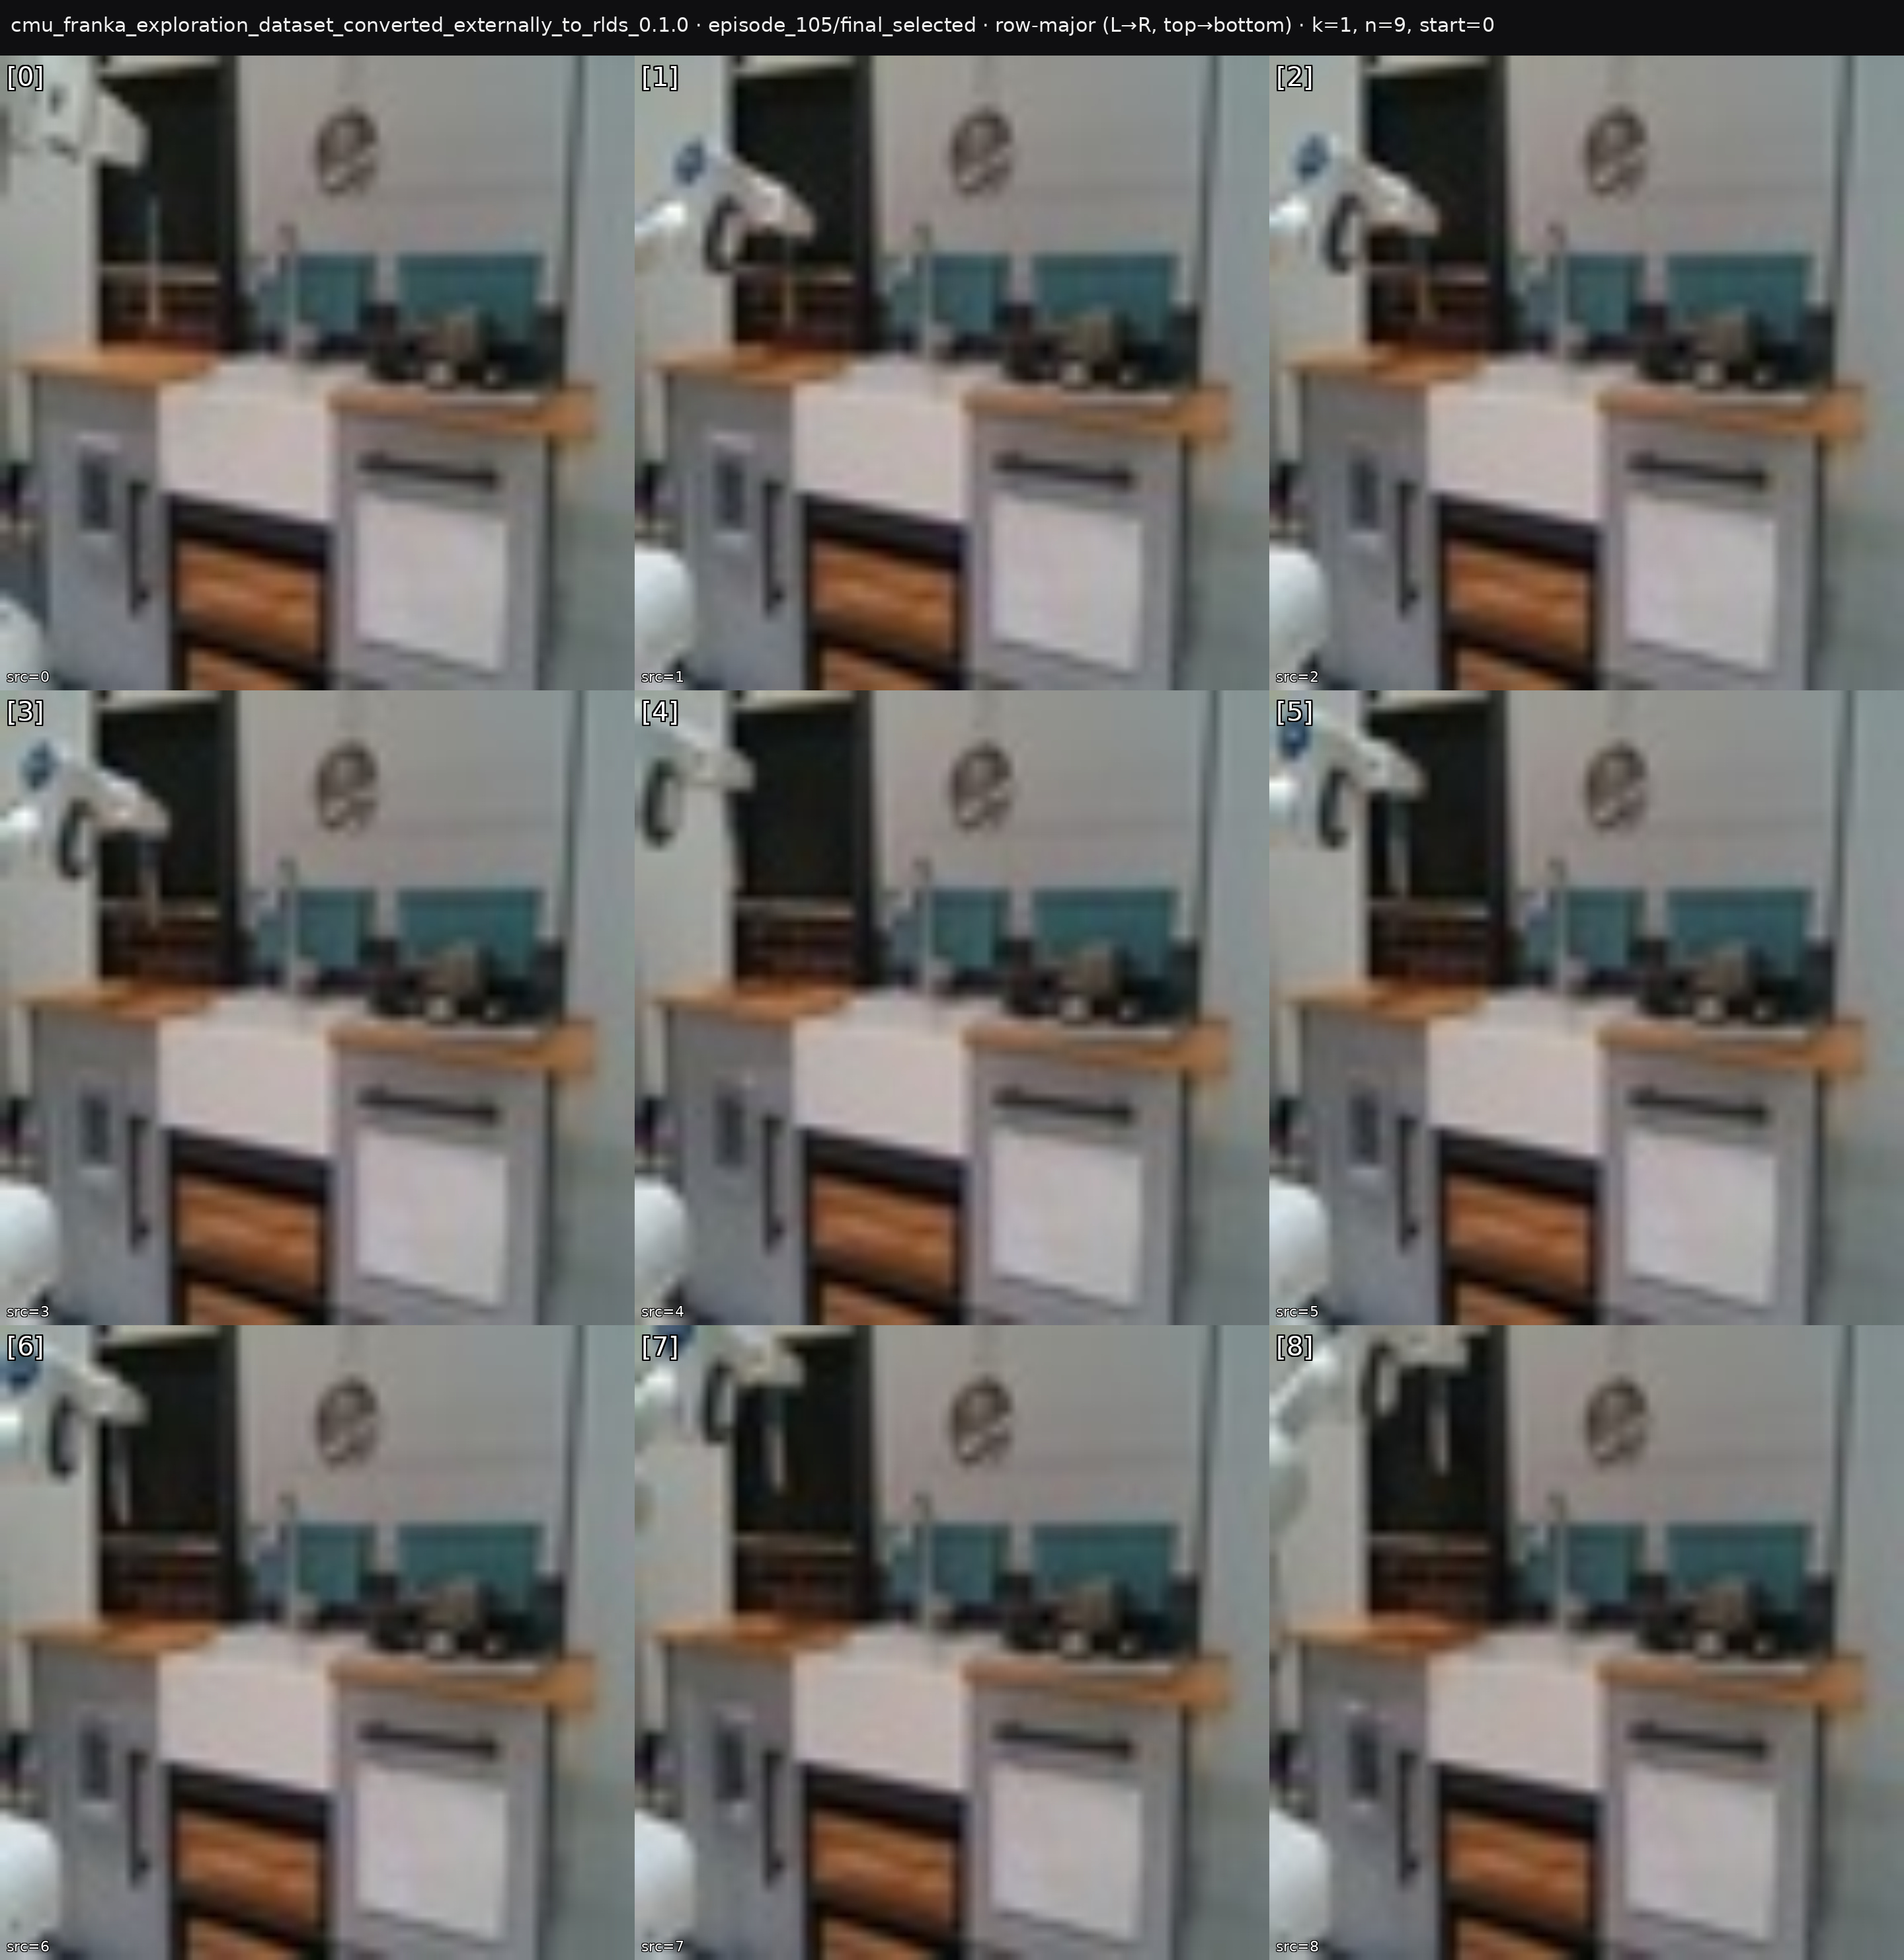 cmu_franka_exploration_dataset_converted_externally_to_rlds_0.1.0 · episode_105/final_selected · row-major (L→R, top→bottom) · k=1, n=9, start=0
[0]
[1]
[2]
src=0
src=1
src=2
[3]
[4]
[5]
src=3
src=4
src=5
[6]
[7]
[8]
src=6
src=7
src=8